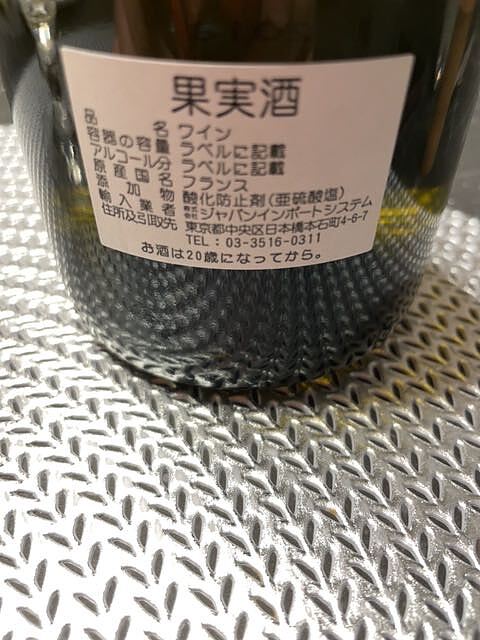 果実酒
品名 ワイン
容器の容量 ラベルに記載
アルコール分 ラベルに記載
原産国名 フランス
添加物 酸化防止剤(亜硫酸塩)
輸入業者 株式会社ジャパンインポートシステム
住所及引取先 東京都中央区日本橋本石町4-6-7
TEL:03-3516-0311
お酒は20歳になってから。